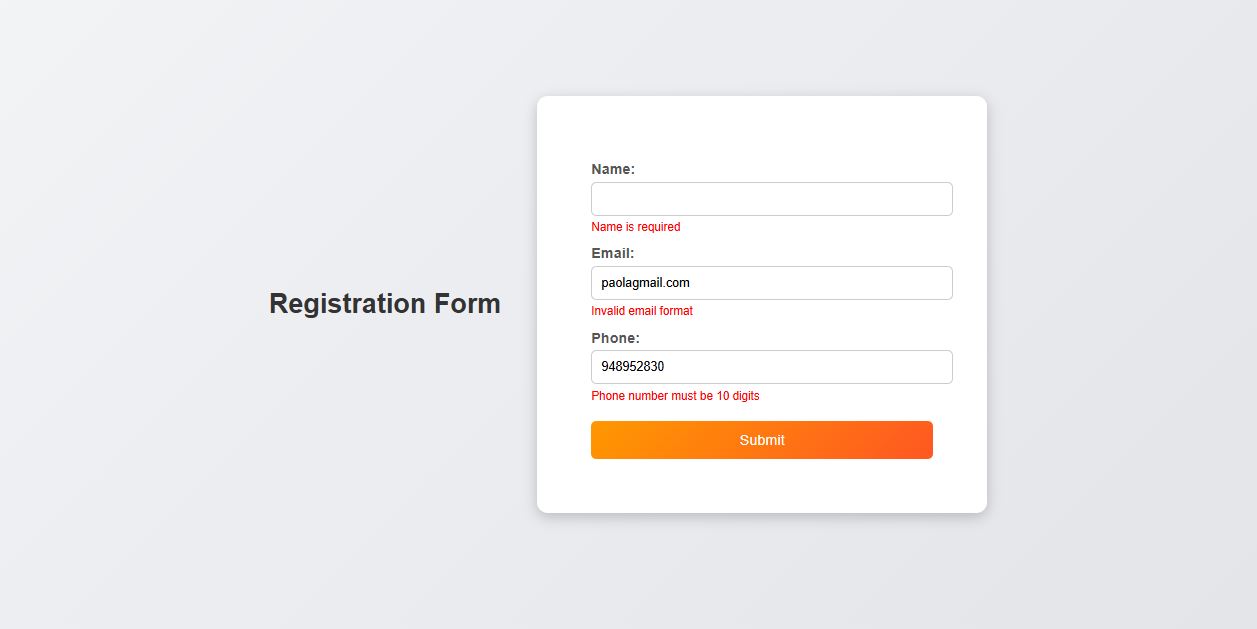 Registration Form
Name:
Name is required
Email:
paolagmail.com
Invalid email format
Phone:
948952830
Phone number must be 10 digits
Submit